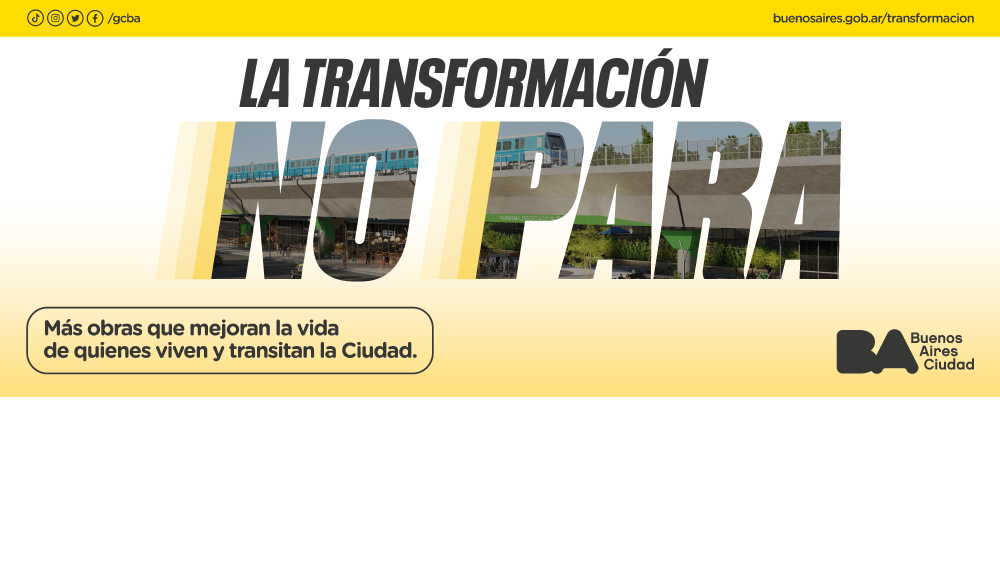 /gcba
buenosaires.gob.ar/transformacion
LA TRANSFORMACIÓN
NO PARA
Más obras que mejoran la vida
de quienes viven y transitan la Ciudad.
BA
Buenos
Aires
Ciudad